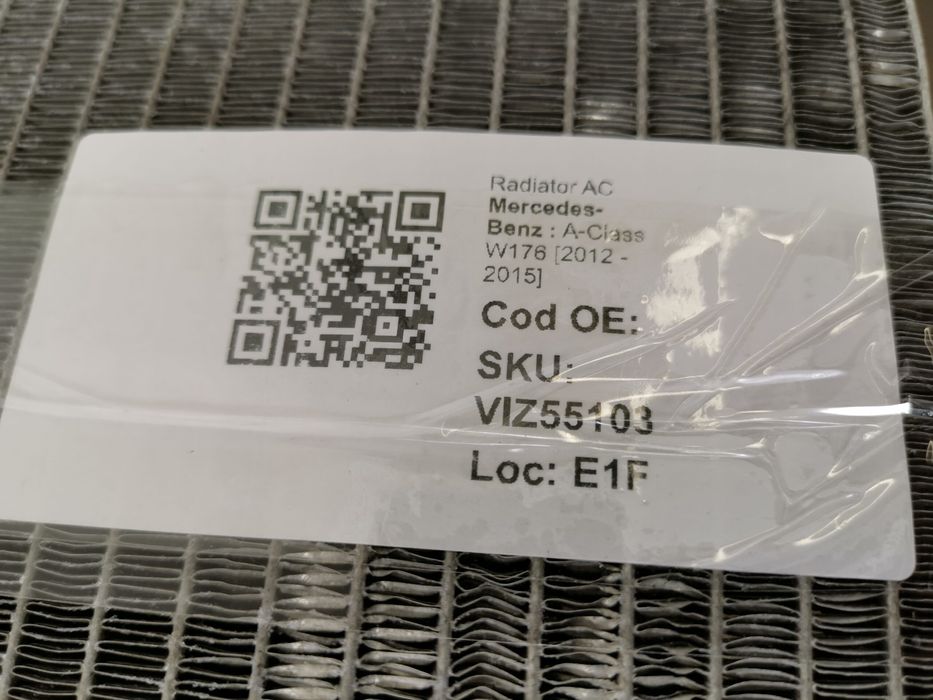 Radiator AC
Mercedes-
Benz : A-Class
W176 [2012 -
2015]
Cod OE:
SKU:
VIZ55103
Loc: E1F